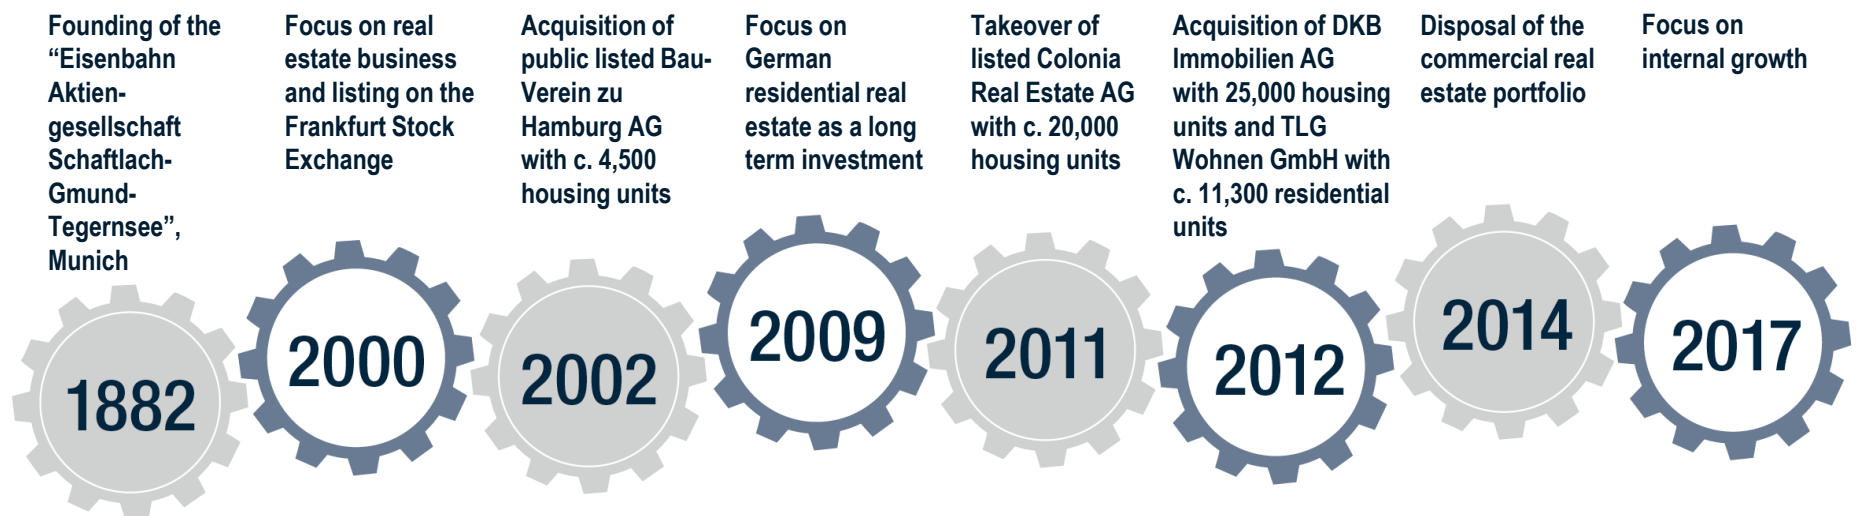 Founding of the
“Eisenbahn
Aktien-
gesellschaft
Schaftlach-
Gmund-
Tegernsee”,
Munich
1882
Focus on real
estate business
and listing on the
Frankfurt Stock
Exchange
2000
Acquisition of
public listed Bau-
Verein zu
Hamburg AG
with c. 4,500
housing units
2002
Focus on
German
residential real
estate as a long
term investment
2009
Takeover of
listed Colonia
Real Estate AG
with c. 20,000
housing units
2011
Acquisition of DKB
Immobilien AG
with 25,000 housing
units and TLG
Wohnen GmbH with
c. 11,300 residential
units
2012
Disposal of the
commercial real
estate portfolio
2014
Focus on
internal growth
2017